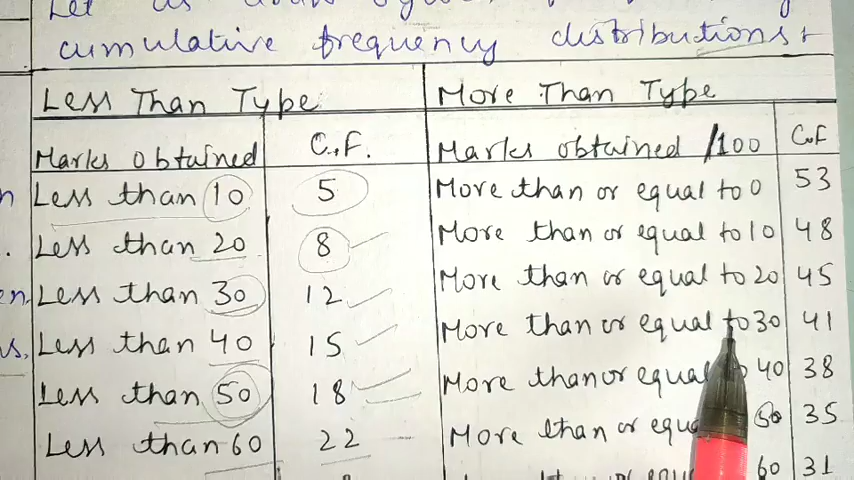 Let us draw
cumulative frequency distributions :-
Less Than Type
More Than Type
Marks obtained C.F. Marks obtained /100 C.F
Less than 10 5 More than or equal to 0 53
Less than 20 8 More than or equal to 10 48
Less than 30 12 More than or equal to 20 45
Less than 40 15 More than or equal to 30 41
Less than 50 18 More than or equal 40 38
Less than 60 22 More than or 50 35
60 31